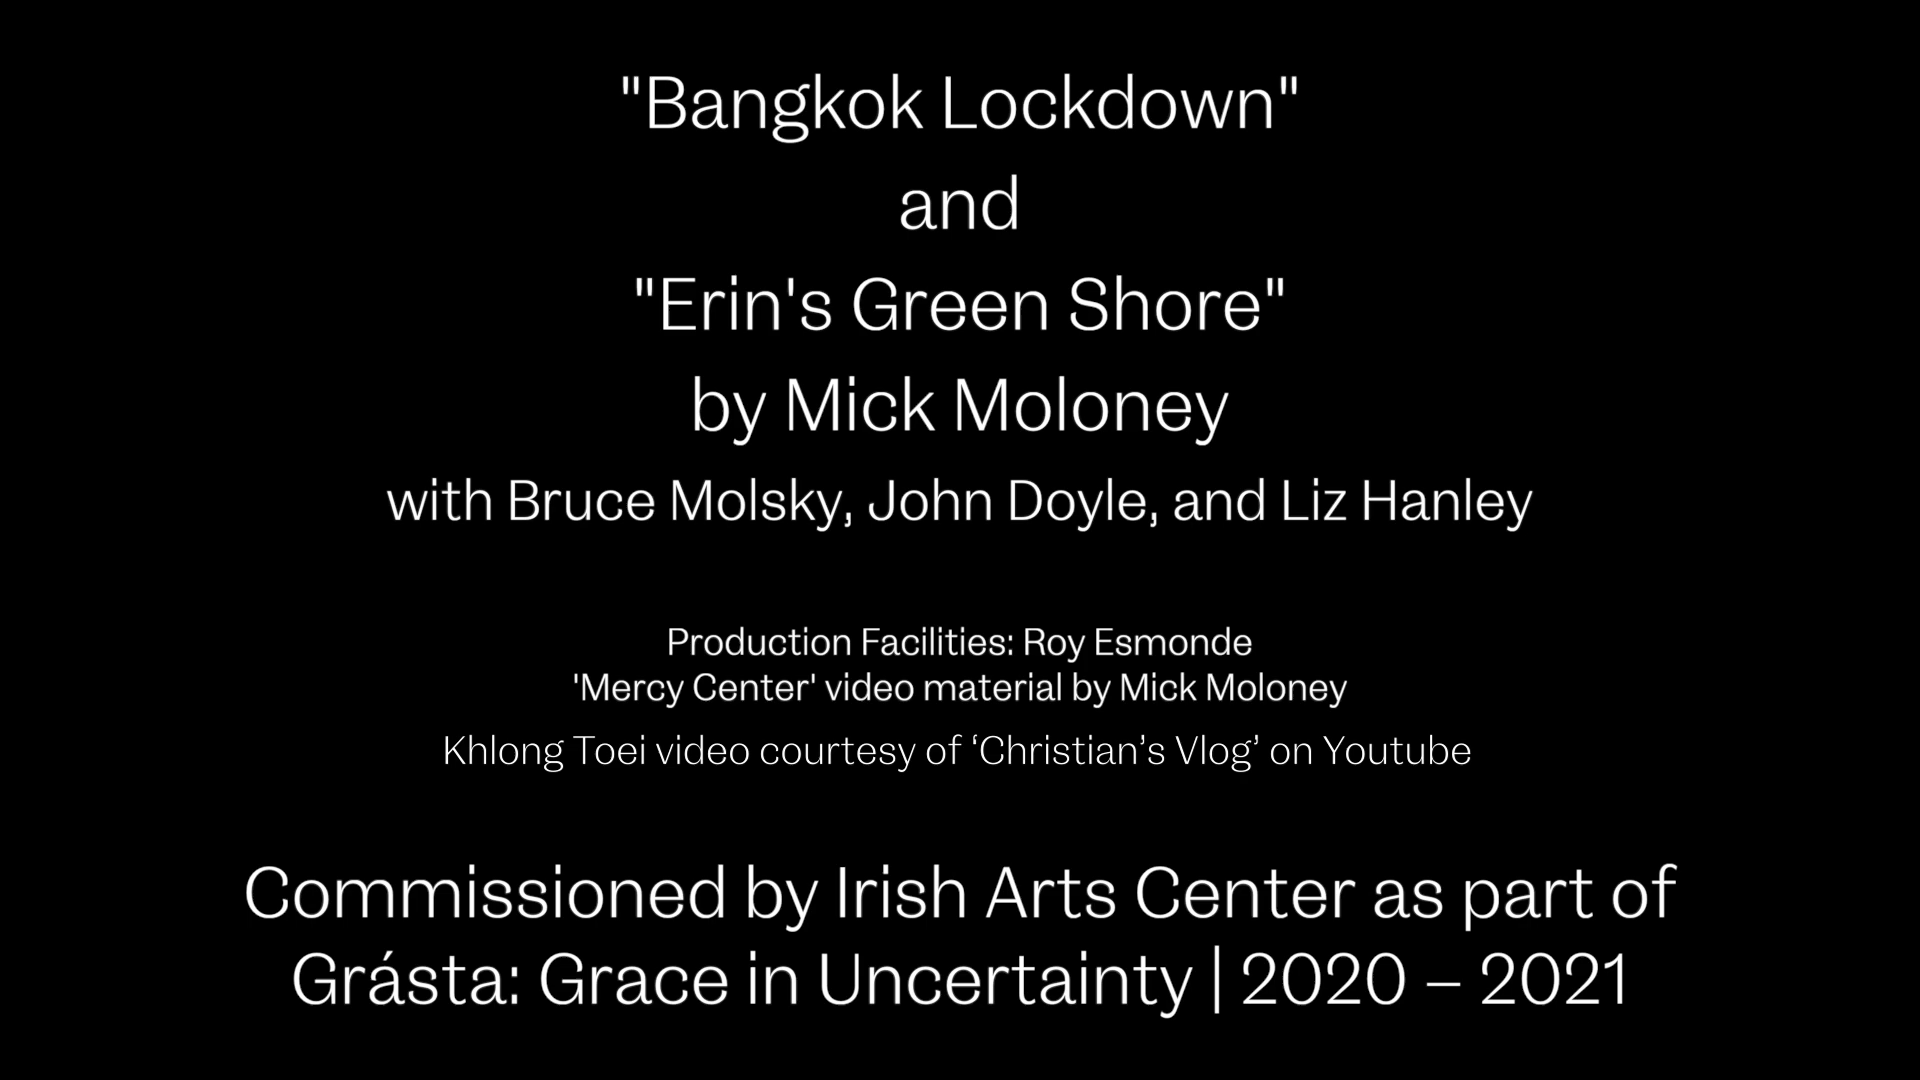 "Bangkok Lockdown"
and
"Erin's Green Shore"
by Mick Moloney
with Bruce Molsky, John Doyle, and Liz Hanley
Production Facilities: Roy Esmonde
'Mercy Center' video material by Mick Moloney
Khlong Toei video courtesy of ‘Christian’s Vlog’ on Youtube
Commissioned by Irish Arts Center as part of
Grásta: Grace in Uncertainty | 2020 – 2021